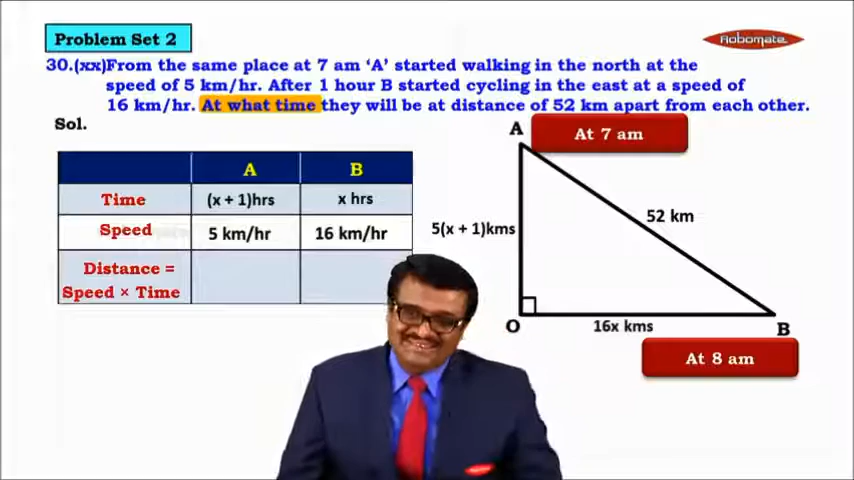 Problem Set 2
Robomate
30.(xx)From the same place at 7 am ‘A’ started walking in the north at the
speed of 5 km/hr. After 1 hour B started cycling in the east at a speed of
16 km/hr. At what time they will be at distance of 52 km apart from each other.
Sol.
A
At 7 am
A B
Time (x + 1)hrs x hrs
Speed 5 km/hr 16 km/hr
Distance =
Speed × Time
5(x + 1)kms
52 km
O
16x kms
B
At 8 am